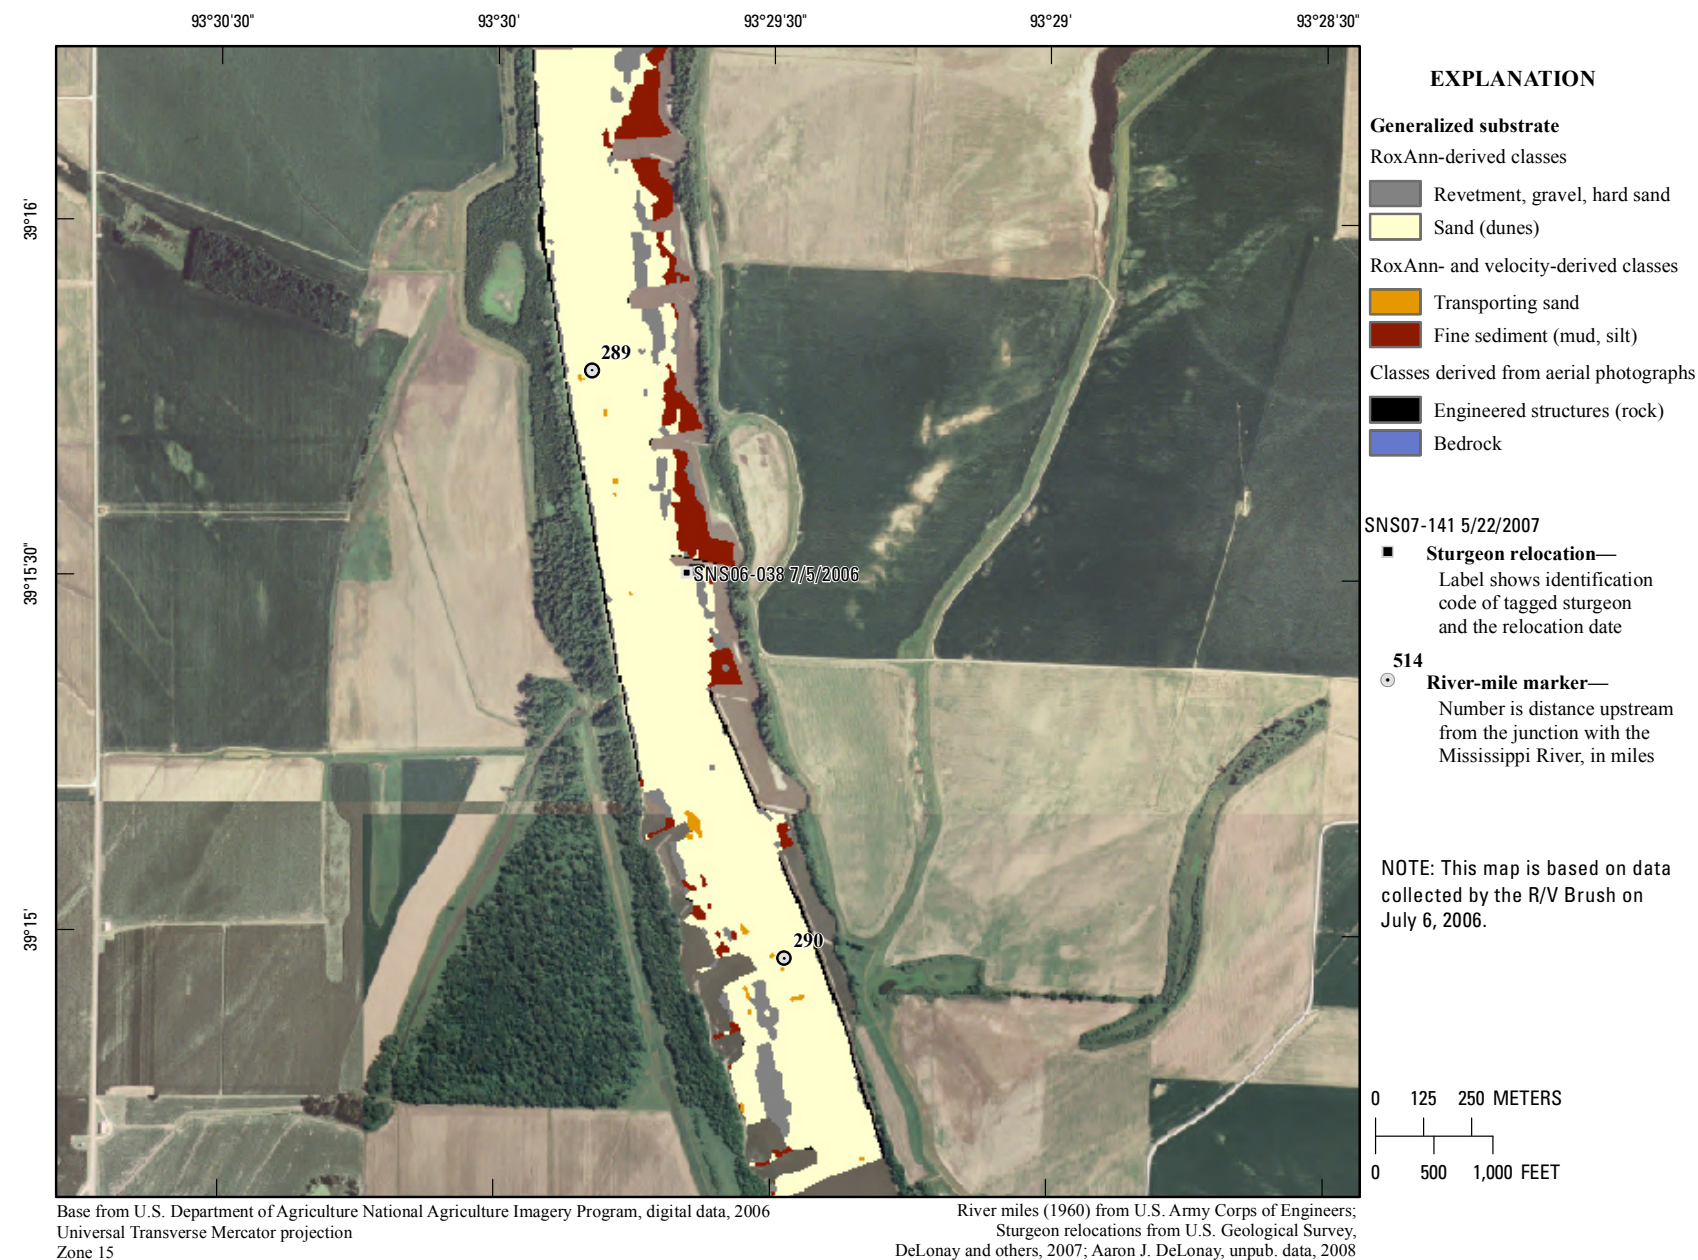 93°30'30"
93°30'
93°29'30"
93°29'
93°28'30"
39°16'
39°15'30"
39°15'
289
SNS06-038 7/5/2006
290
EXPLANATION
Generalized substrate
RoxAnn-derived classes
Revetment, gravel, hard sand
Sand (dunes)
RoxAnn- and velocity-derived classes
Transporting sand
Fine sediment (mud, silt)
Classes derived from aerial photographs
Engineered structures (rock)
Bedrock
SNS07-141 5/22/2007
Sturgeon relocation—
Label shows identification
code of tagged sturgeon
and the relocation date
514
River-mile marker—
Number is distance upstream
from the junction with the
Mississippi River, in miles
NOTE: This map is based on data
collected by the R/V Brush on
July 6, 2006.
0 125 250 METERS
0 500 1,000 FEET
Base from U.S. Department of Agriculture National Agriculture Imagery Program, digital data, 2006
Universal Transverse Mercator projection
Zone 15
River miles (1960) from U.S. Army Corps of Engineers;
Sturgeon relocations from U.S. Geological Survey,
DeLonay and others, 2007; Aaron J. DeLonay, unpub. data, 2008